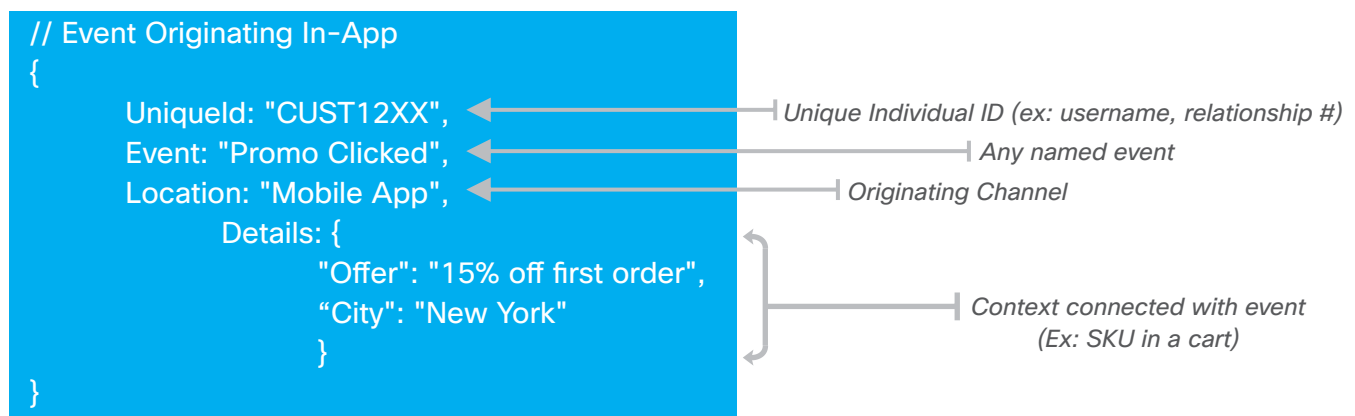 // Event Originating In-App
{
UniqueId: "CUST12XX",
Unique Individual ID (ex: username, relationship #)
Event: "Promo Clicked",
Any named event
Location: "Mobile App",
Originating Channel
Details: {
"Offer": "15% off first order",
“City": "New York"
Context connected with event
(Ex: SKU in a cart)
}
}